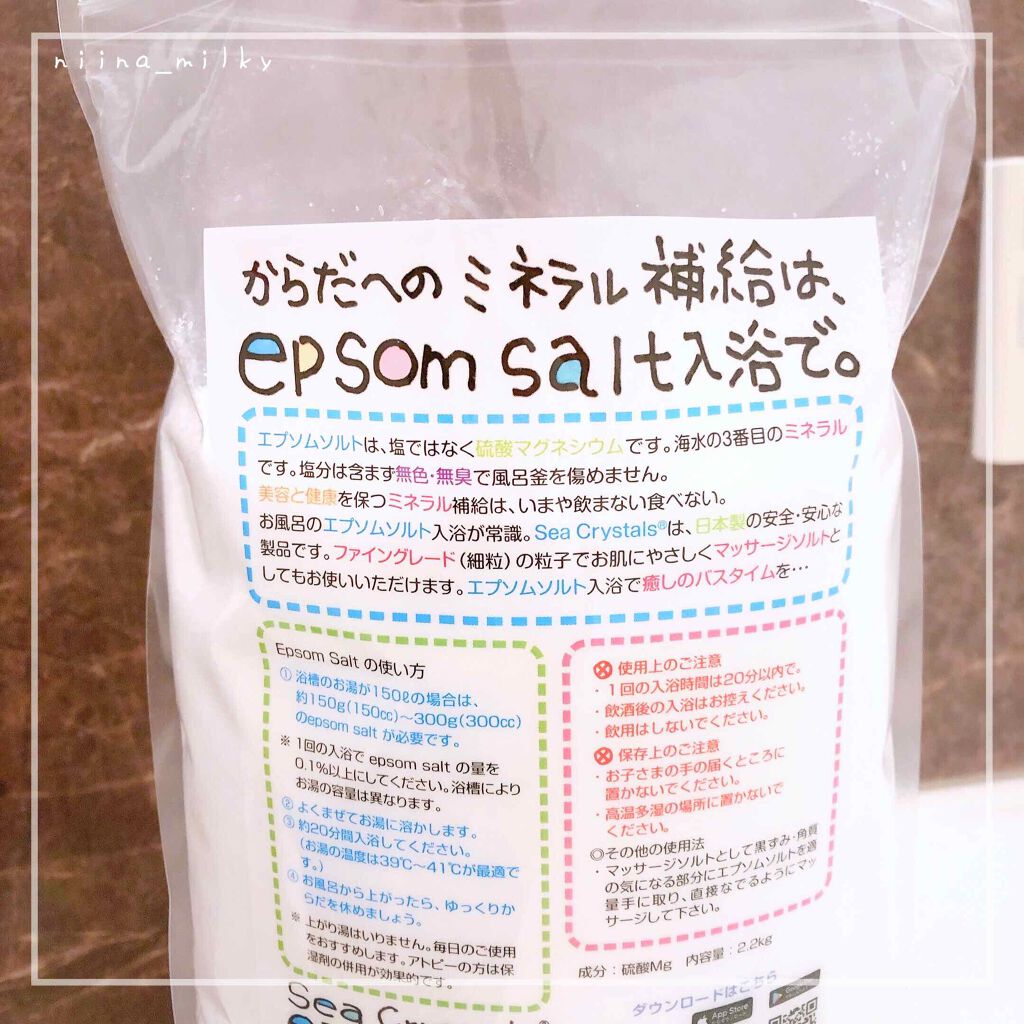 niina_milky
からだへのミネラル補給は、
epsom salt入浴で。
エプソムソルトは、塩ではなく硫酸マグネシウムです。海水の3番目のミネラル
です。塩分は含まず無色・無臭で風呂釜を傷めません。
美容と健康を保つミネラル補給は、いまや飲まない食べない。
お風呂のエプソムソルト入浴が常識。Sea Crystals®は、日本製の安全・安心な
製品です。ファイングレード（細粒）の粒子でお肌にやさしくマッサージソルトと
してもお使いいただけます。エプソムソルト入浴で癒しのバスタイムを…
Epsom Salt の使い方
① 浴槽のお湯が150ℓの場合は、
約150g(150cc)～300g(300cc)
のepsom salt が必要です。
※ 1回の入浴で epsom salt の量を
0.1%以上にしてください。浴槽により
お湯の容量は異なります。
② よくまぜてお湯に溶かします。
③ 約20分間入浴してください。
(お湯の温度は39℃～41℃が最適で
す。)
④ お風呂から上がったら、ゆっくりか
らだを休めましょう。
※ 上がり湯はいりません。毎日のご使用
をおすすめします。アトピーの方は保
湿剤の併用が効果的です。
使用上のご注意
・1回の入浴時間は20分以内で。
・飲酒後の入浴はお控えください。
・飲用はしないでください。
保存上のご注意
・お子さまの手の届くところに
置かないでください。
・高温多湿の場所に置かないで
ください。
◎その他の使用法
・マッサージソルトとして黒ずみ・角質
の気になる部分にエプソムソルトを適
量手に取り、直接なでるようにマッ
サージして下さい。
成分：硫酸Mg 内容量：2.2kg
ダウンロードはこちら
App Store
Sea Crystals®